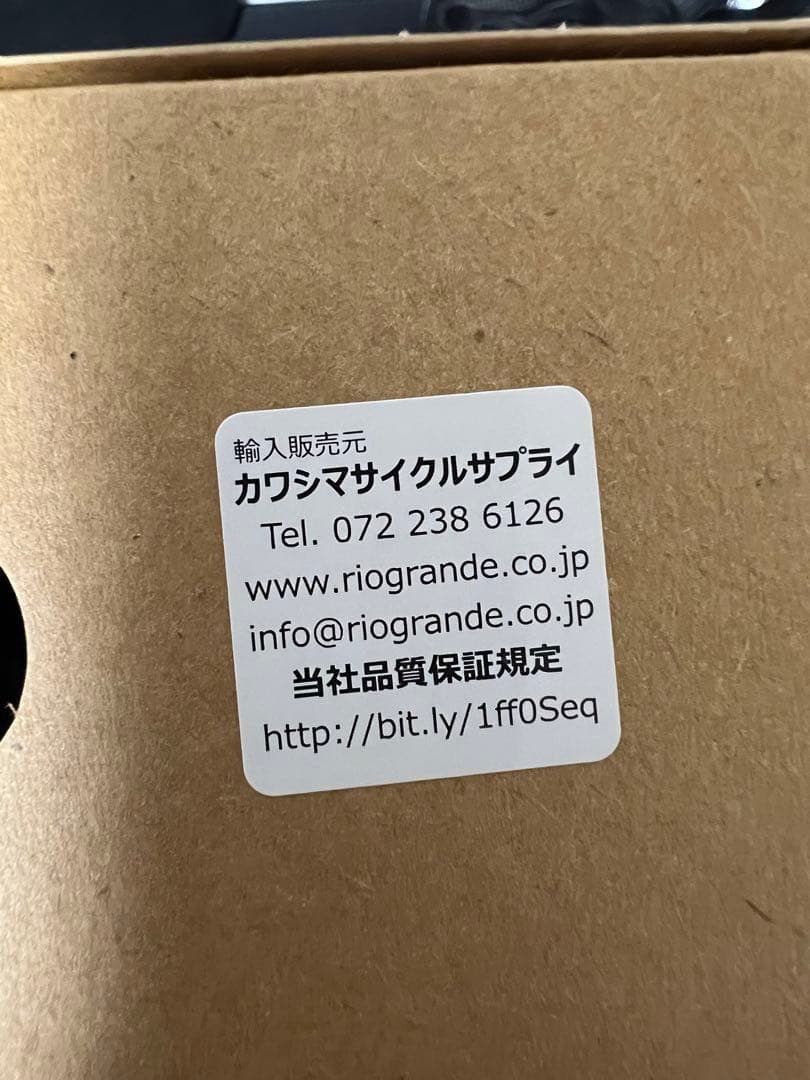 輸入販売元
カワシマサイクルサプライ
Tel. 072 238 6126
www.riogrande.co.jp
info@riogrande.co.jp
当社品質保証規定
http://bit.ly/1ff0Seq